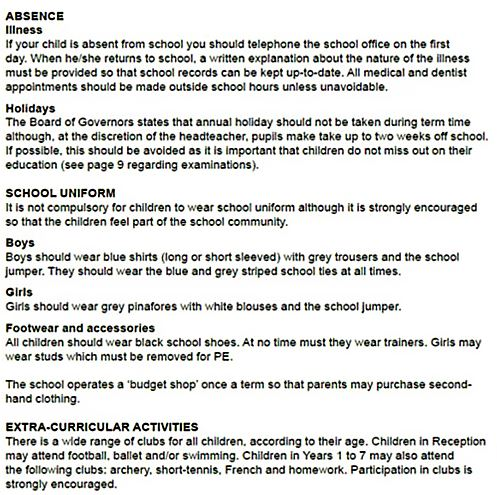 ABSENCE
Illness
If your child is absent from school you should telephone the school office on the first
day. When he/she returns to school, a written explanation about the nature of the illness
must be provided so that school records can be kept up-to-date. All medical and dentist
appointments should be made outside school hours unless unavoidable.
Holidays
The Board of Governors states that annual holiday should not be taken during term time
although, at the discretion of the headteacher, pupils make take up to two weeks off school.
If possible, this should be avoided as it is important that children do not miss out on their
education (see page 9 regarding examinations).
SCHOOL UNIFORM
It is not compulsory for children to wear school uniform although it is strongly encouraged
so that the children feel part of the school community.
Boys
Boys should wear blue shirts (long or short sleeved) with grey trousers and the school
jumper. They should wear the blue and grey striped school ties at all times.
Girls
Girls should wear grey pinafores with white blouses and the school jumper.
Footwear and accessories
All children should wear black school shoes. At no time must they wear trainers. Girls may
wear studs which must be removed for PE.
The school operates a ‘budget shop’ once a term so that parents may purchase second-
hand clothing.
EXTRA-CURRICULAR ACTIVITIES
There is a wide range of clubs for all children, according to their age. Children in Reception
may attend football, ballet and/or swimming. Children in Years 1 to 7 may also attend
the following clubs: archery, short-tennis, French and homework. Participation in clubs is
strongly encouraged.